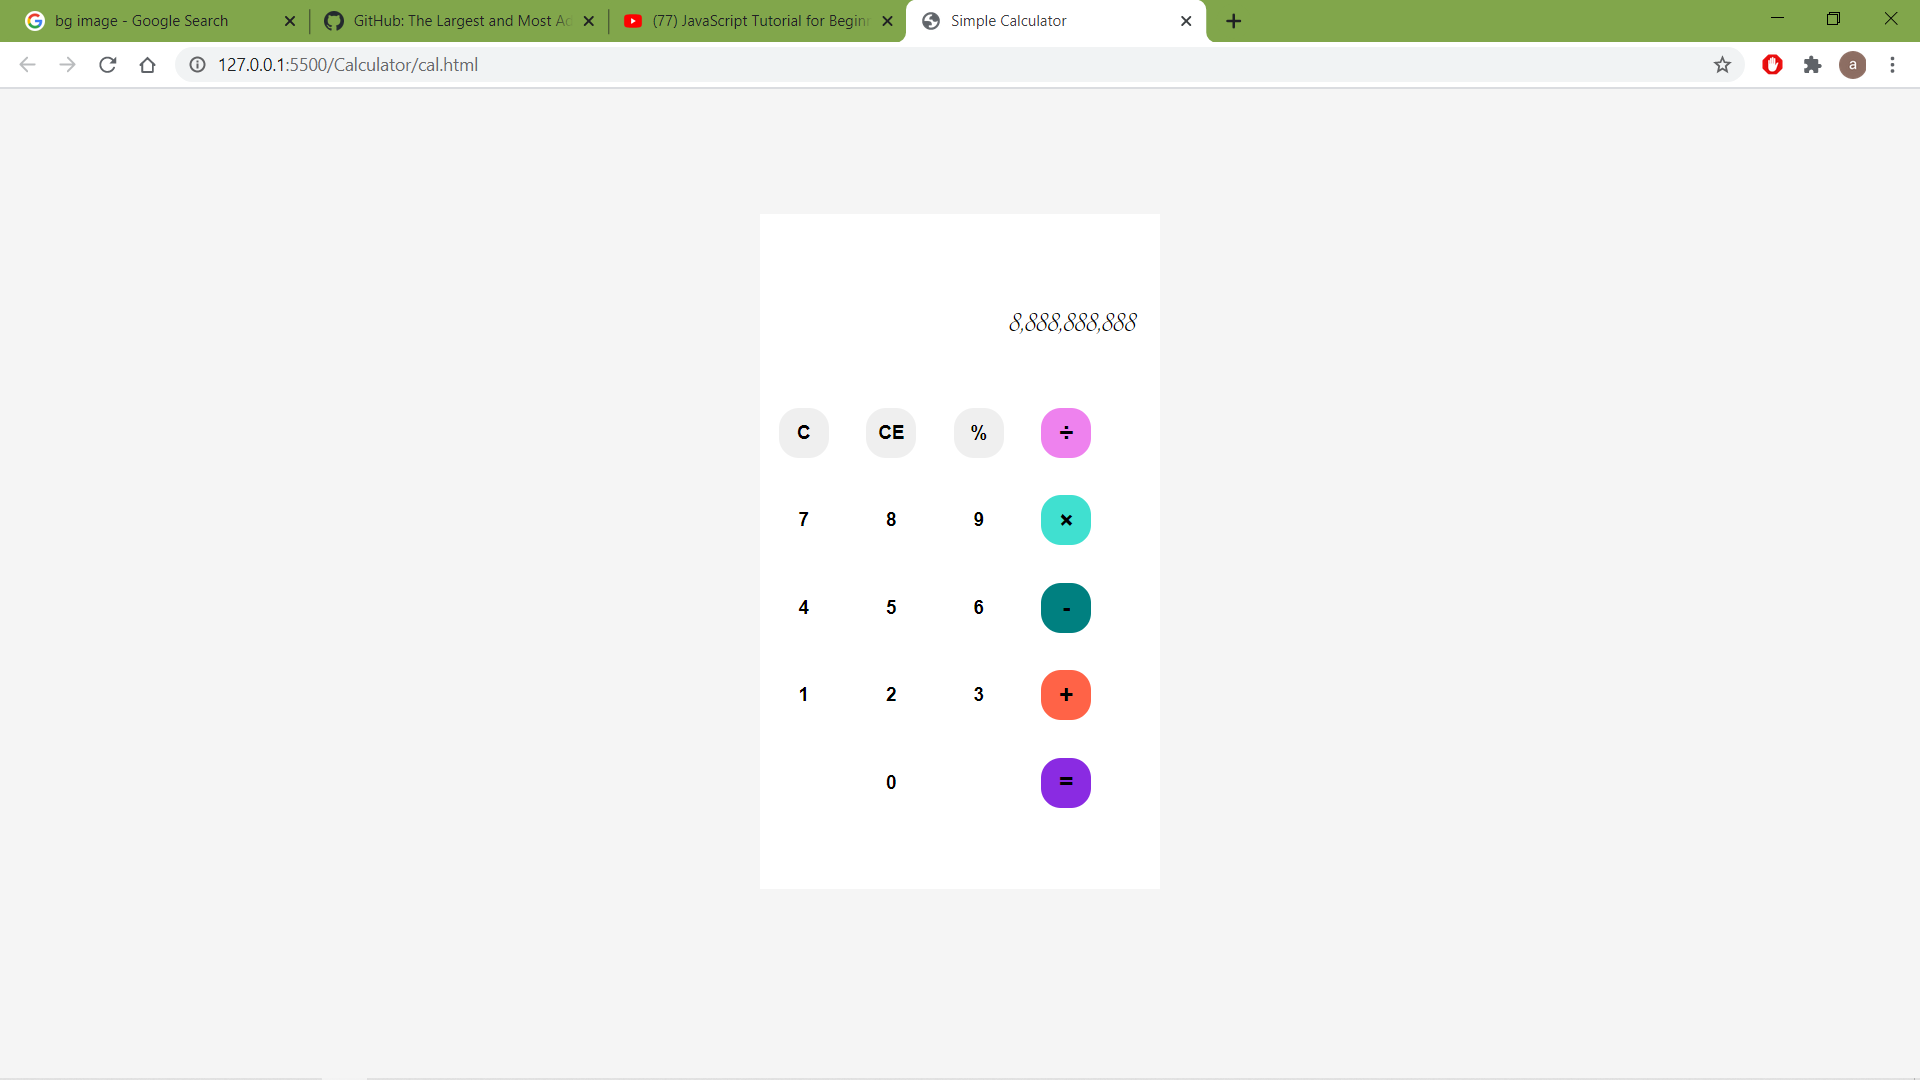 bg image - Google Search
GitHub: The Largest and Most Ad
(77) JavaScript Tutorial for Beginn
Simple Calculator
127.0.0.1:5500/Calculator/cal.html
a
8,888,888,888
C CE % ÷
7 8 9 ×
4 5 6 -
1 2 3 +
0 =